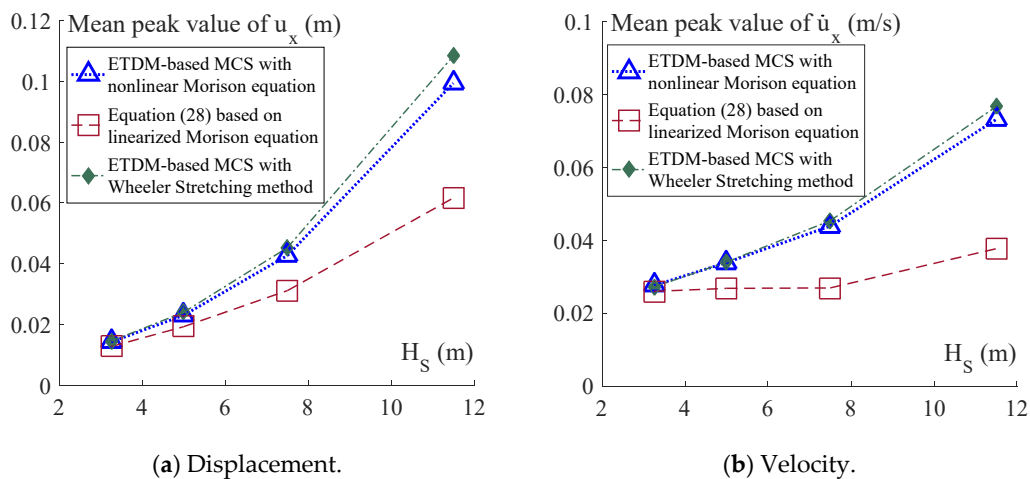 Mean peak value of u_x (m)
0.12
0.1
0.08
0.06
0.04
0.02
0
ETDM-based MCS with
nonlinear Morison equation
Equation (28) based on
linearized Morison equation
ETDM-based MCS with
Wheeler Stretching method
H_S (m)
2 4 6 8 10 12
(a) Displacement.
Mean peak value of u̇_x (m/s)
0.1
0.08
0.06
0.04
0.02
0
ETDM-based MCS with
nonlinear Morison equation
Equation (28) based on
linearized Morison equation
ETDM-based MCS with
Wheeler Stretching method
H_S (m)
2 4 6 8 10 12
(b) Velocity.